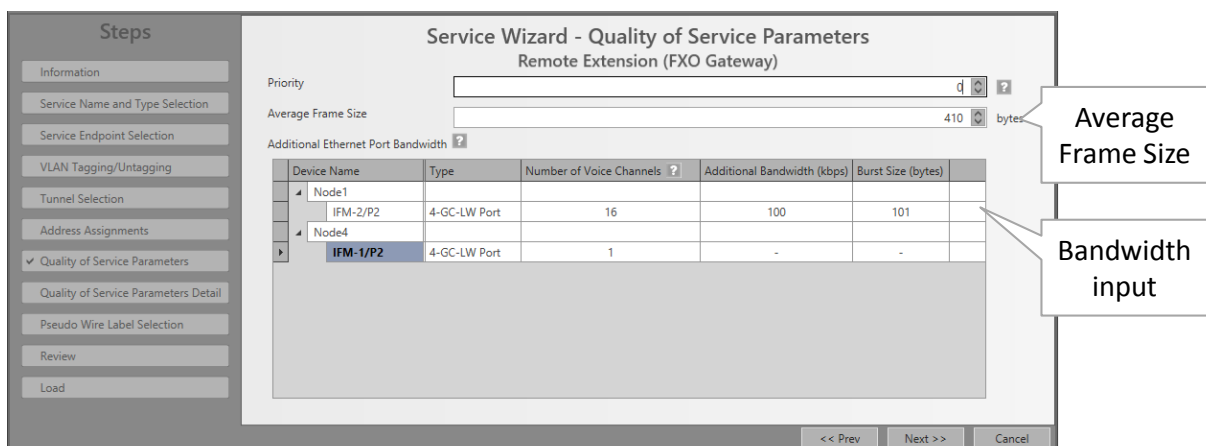 Steps
Information
Service Name and Type Selection
Service Endpoint Selection
VLAN Tagging/Untagging
Tunnel Selection
Address Assignments
✔ Quality of Service Parameters
Quality of Service Parameters Detail
Pseudo Wire Label Selection
Review
Load
Service Wizard - Quality of Service Parameters
Remote Extension (FXO Gateway)
Priority 0 ?
Average Frame Size 410 bytes
Additional Ethernet Port Bandwidth ?
Device Name Type Number of Voice Channels ? Additional Bandwidth (kbps) Burst Size (bytes)
Node1
IFM-2/P2 4-GC-LW Port 16 100 101
Node4
IFM-1/P2 4-GC-LW Port 1 - -
<< Prev Next >> Cancel
Average
Frame Size
Bandwidth
input